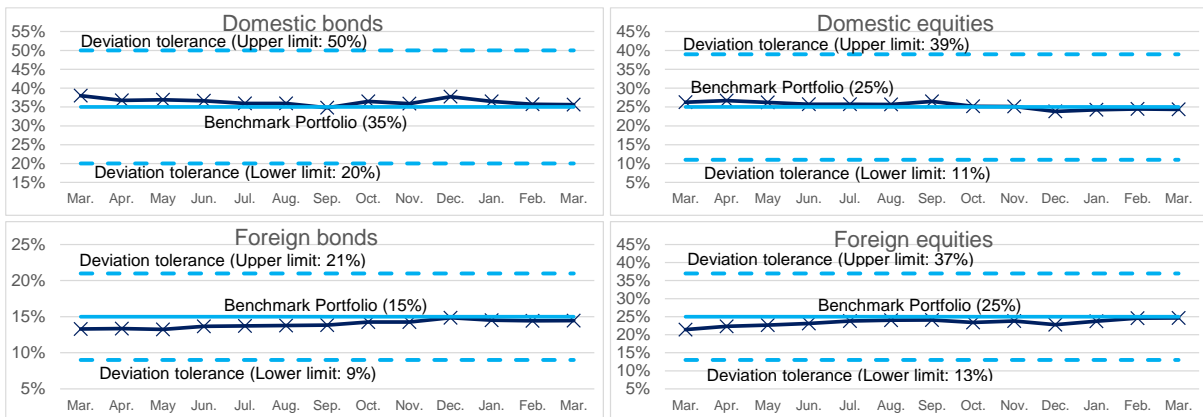 Domestic bonds
55%
50%
45%
40%
35%
30%
25%
20%
15%
Deviation tolerance (Upper limit: 50%)
Benchmark Portfolio (35%)
Deviation tolerance (Lower limit: 20%)
Mar. Apr. May Jun. Jul. Aug. Sep. Oct. Nov. Dec. Jan. Feb. Mar.
Domestic equities
45%
40%
35%
30%
25%
20%
15%
10%
5%
Deviation tolerance (Upper limit: 39%)
Benchmark Portfolio (25%)
Deviation tolerance (Lower limit: 11%)
Mar. Apr. May Jun. Jul. Aug. Sep. Oct. Nov. Dec. Jan. Feb. Mar.
Foreign bonds
25%
20%
15%
10%
5%
Deviation tolerance (Upper limit: 21%)
Benchmark Portfolio (15%)
Deviation tolerance (Lower limit: 9%)
Mar. Apr. May Jun. Jul. Aug. Sep. Oct. Nov. Dec. Jan. Feb. Mar.
Foreign equities
45%
40%
35%
30%
25%
20%
15%
10%
5%
Deviation tolerance (Upper limit: 37%)
Benchmark Portfolio (25%)
Deviation tolerance (Lower limit: 13%)
Mar. Apr. May Jun. Jul. Aug. Sep. Oct. Nov. Dec. Jan. Feb. Mar.